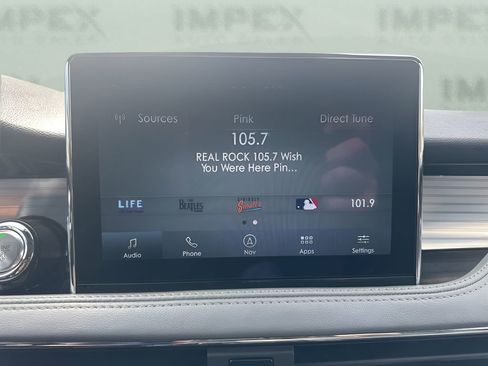 IMPEX IMPEX IMPEX
Sources Pink Direct Tune
105.7
REAL ROCK 105.7 Wish
You Were Here Pin...
LIFE THE BEATLES 101.9
Audio Phone Nav Apps Settings